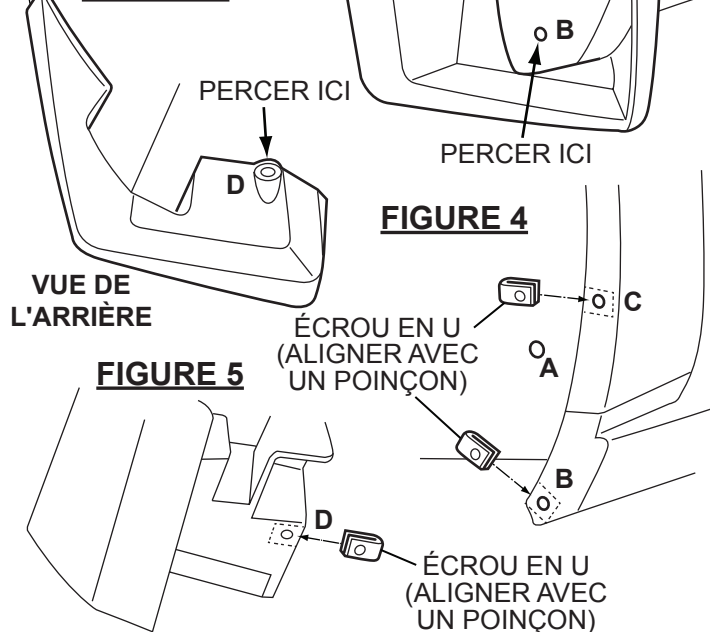 B
PERCER ICI
D
PERCER ICI
VUE DE
L'ARRIÈRE
FIGURE 4
C
ÉCROU EN U
(ALIGNER AVEC
UN POINÇON)
A
B
FIGURE 5
D
ÉCROU EN U
(ALIGNER AVEC
UN POINÇON)